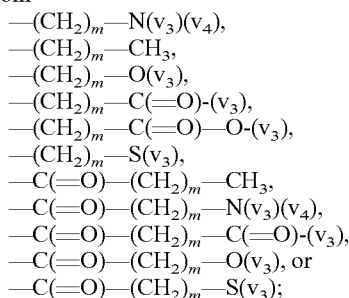 —(CH₂)ₘ—N(v₃)(v₄),
—(CH₂)ₘ—CH₃,
—(CH₂)ₘ—O(v₃),
—(CH₂)ₘ—C(═O)-(v₃),
—(CH₂)ₘ—C(═O)—O-(v₃),
—(CH₂)ₘ—S(v₃),
—C(═O)—(CH₂)ₘ—CH₃,
—C(═O)—(CH₂)ₘ—N(v₃)(v₄),
—C(═O)—(CH₂)ₘ—C(═O)-(v₃),
—C(═O)—(CH₂)ₘ—O(v₃), or
—C(═O)—(CH₂)ₘ—S(v₃);